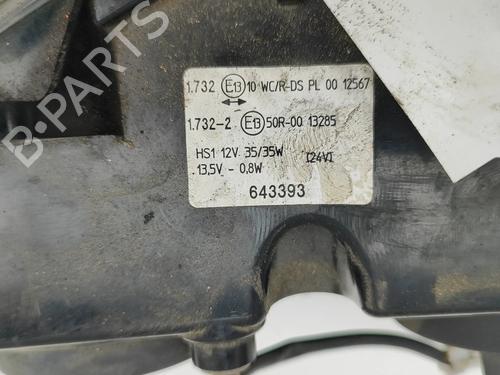 B-PARTS
1.732 E13 10 WC/R-DS PL 00 12567
↔
1.732-2 E13 50R-00 13285
HS1 12V 35/35W [24V]
13,5V - 0,8W
643393